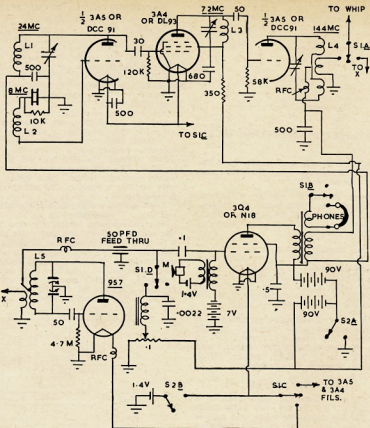 ½ 3A5 OR
DCC 91
3A4
OR DL93
72MC
50
½ 3A5 OR
DCC91
TO WHIP
24MC
30
144MC
L1
L3
L4
S1A
TO
X
500
120K
680
58K
RFC
8MC
350
10K
L2
500
500
TO S1C
S1B
PHONES
RFC
50PFD
FEED THRU
·1
3Q4
OR N18
L5
S1D
M
90V
957
1·4V
·5
X
50
·0022
7V
90V
S2A
4·7M
RFC
·1
1·4V
S2B
S1C
TO 3A5
& 3A4
FILS.